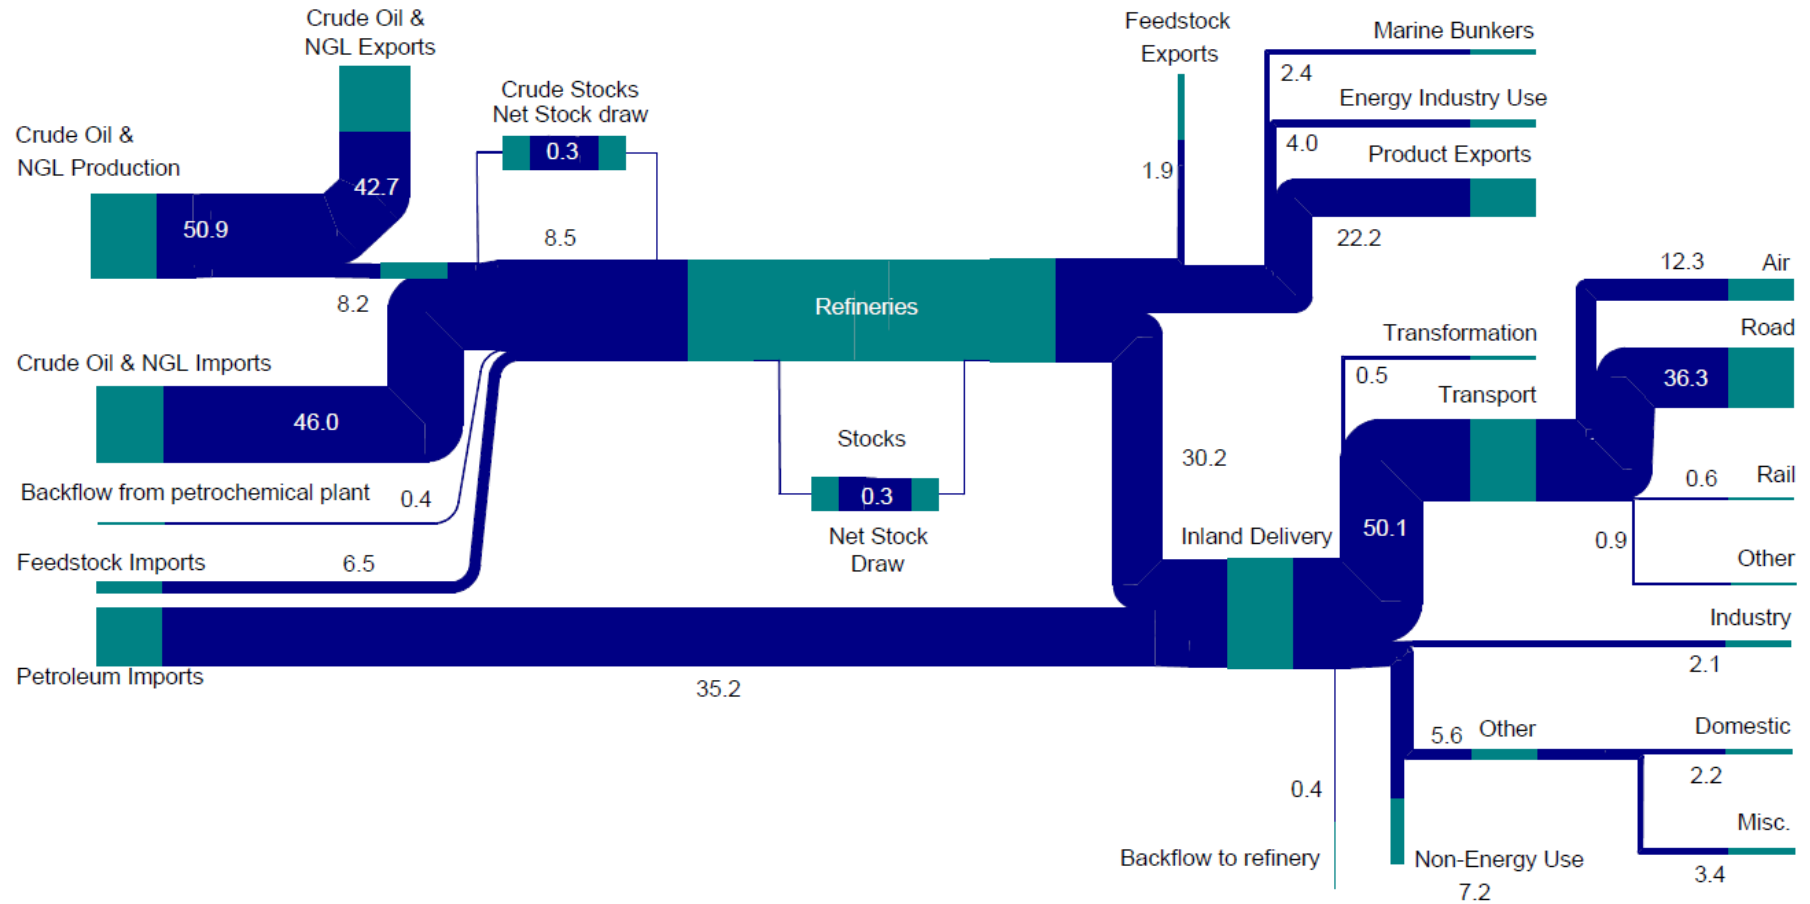 Crude Oil &
NGL Exports
42.7
Crude Oil &
NGL Production
50.9
8.2
Crude Stocks
Net Stock draw
0.3
8.5
Crude Oil & NGL Imports
46.0
Backflow from petrochemical plant
0.4
Feedstock Imports
6.5
Petroleum Imports
35.2
Refineries
Stocks
0.3
Net Stock
Draw
Feedstock
Exports
1.9
Marine Bunkers
2.4
Energy Industry Use
4.0
Product Exports
22.2
30.2
Inland Delivery
Transformation
0.5
Transport
50.1
12.3
Air
Road
36.3
0.6
Rail
0.9
Other
Industry
2.1
5.6
Other
Domestic
2.2
Misc.
3.4
0.4
Backflow to refinery
Non-Energy Use
7.2